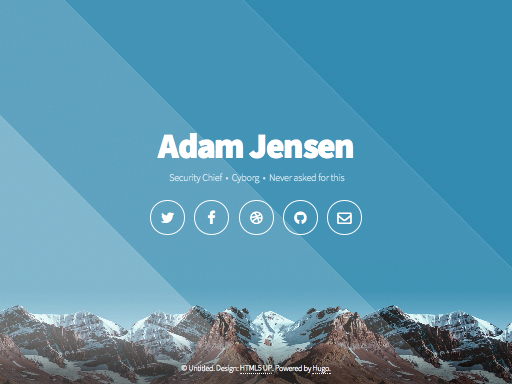 Adam Jensen
Security Chief • Cyborg • Never asked for this
© Untitled. Design: HTML5 UP. Powered by Hugo.